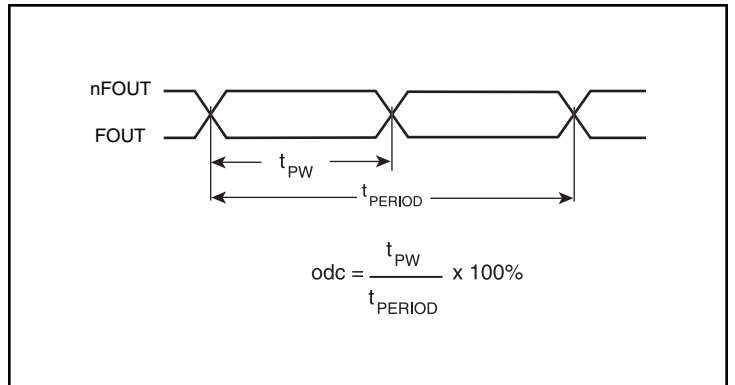 nFOUT
FOUT
tPW
tPERIOD
odc = tPW / tPERIOD x 100%